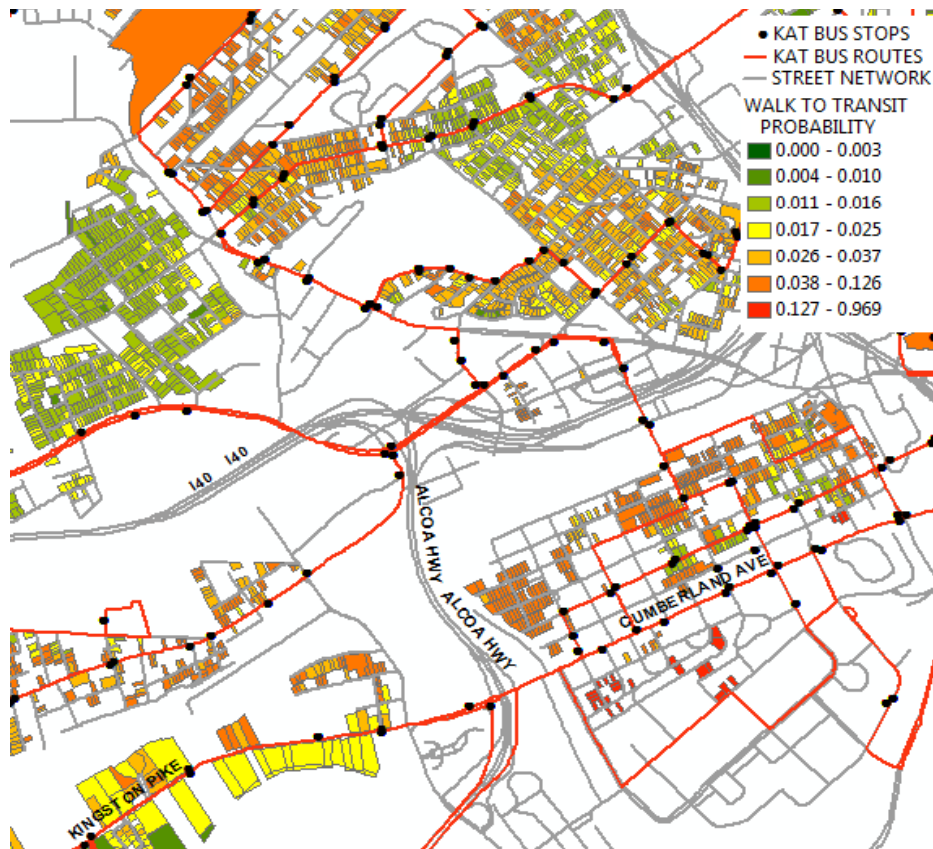 KAT BUS STOPS
KAT BUS ROUTES
STREET NETWORK
WALK TO TRANSIT
PROBABILITY
0.000 - 0.003
0.004 - 0.010
0.011 - 0.016
0.017 - 0.025
0.026 - 0.037
0.038 - 0.126
0.127 - 0.969
I40 I40
ALCOA HWY
ALCOA HWY
CUMBERLAND AVE
KINGSTON PIKE